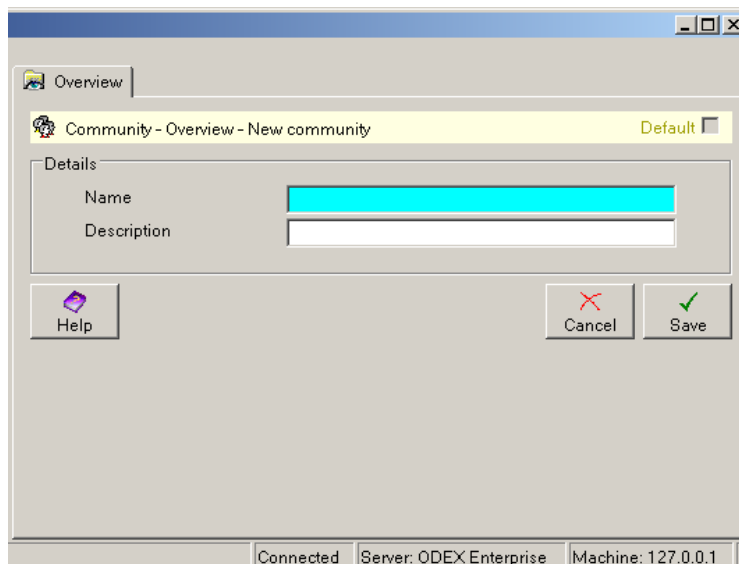 Overview
Community - Overview - New community Default
Details
Name
Description
Help Cancel Save
Connected Server: ODEX Enterprise Machine: 127.0.0.1